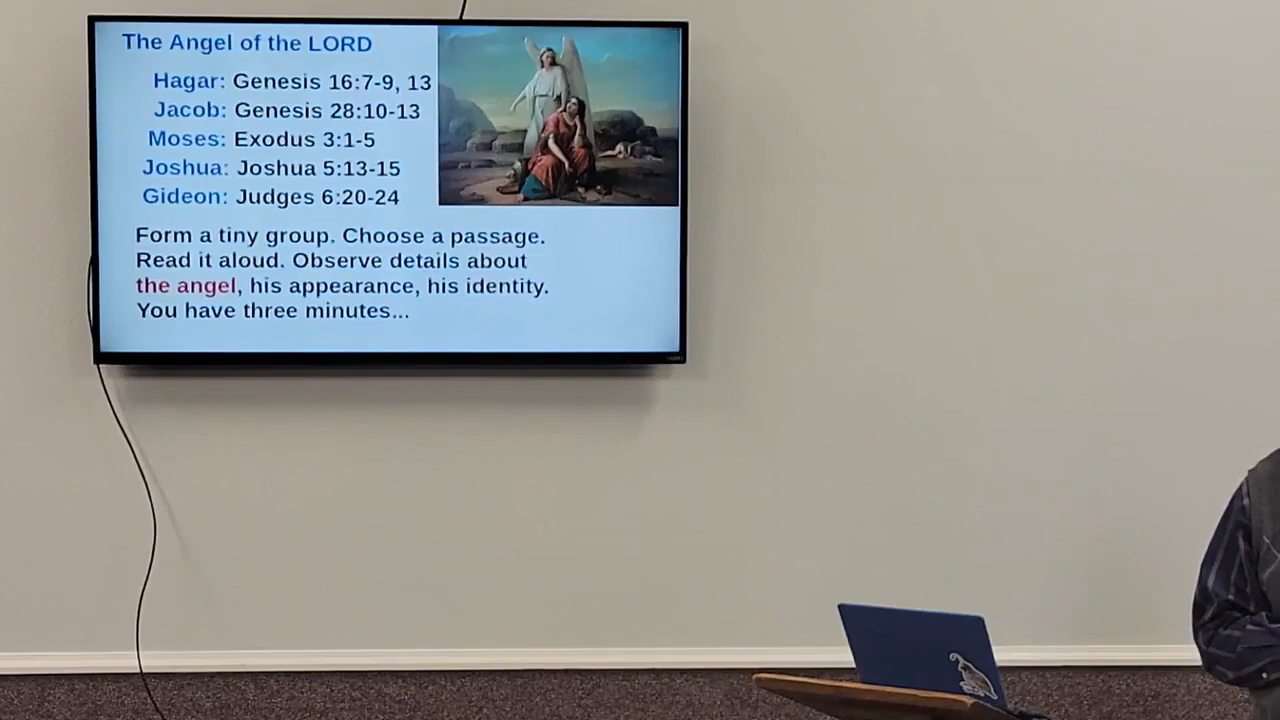 The Angel of the LORD
Hagar: Genesis 16:7-9, 13
Jacob: Genesis 28:10-13
Moses: Exodus 3:1-5
Joshua: Joshua 5:13-15
Gideon: Judges 6:20-24
Form a tiny group. Choose a passage.
Read it aloud. Observe details about
the angel, his appearance, his identity.
You have three minutes...